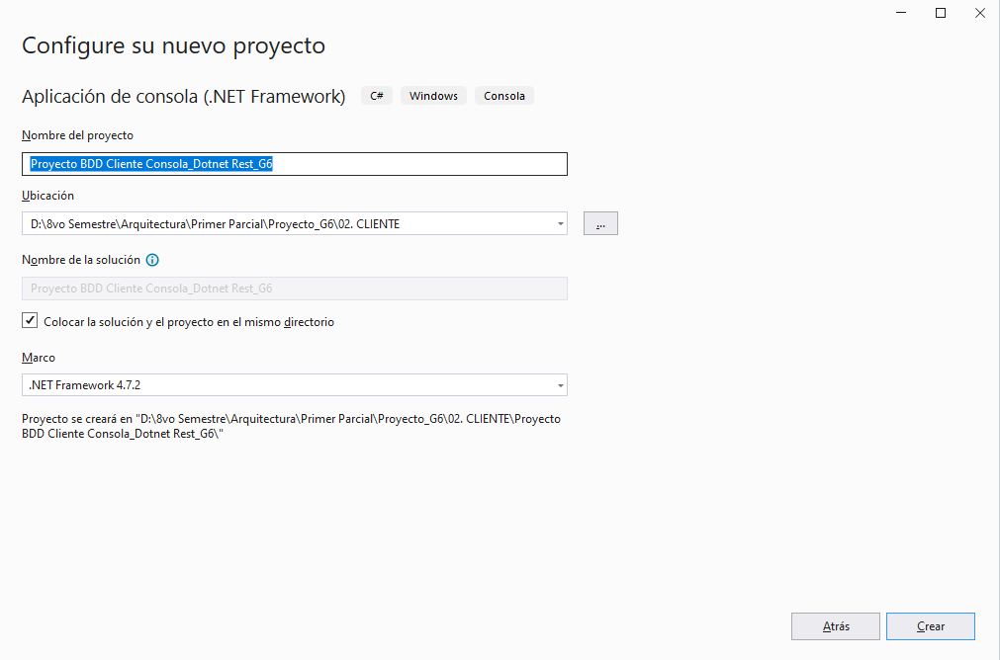 Configure su nuevo proyecto
Aplicación de consola (.NET Framework) C# Windows Consola
Nombre del proyecto
Proyecto BDD Cliente Consola_Dotnet Rest_G6
Ubicación
D:\8vo Semestre\Arquitectura\Primer Parcial\Proyecto_G6\02. CLIENTE
...
Nombre de la solución
Proyecto BDD Cliente Consola_Dotnet Rest_G6
Colocar la solución y el proyecto en el mismo directorio
Marco
.NET Framework 4.7.2
Proyecto se creará en "D:\8vo Semestre\Arquitectura\Primer Parcial\Proyecto_G6\02. CLIENTE\Proyecto
BDD Cliente Consola_Dotnet Rest_G6\"
Atrás Crear